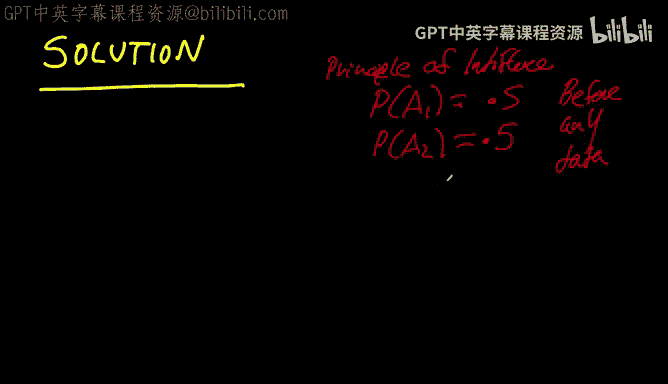 GPT中英字幕课程资源@bilibili.com
GPT中英字幕课程资源 bilibili
SOLUTION
Principle of
P(A₁) = .5 Before
P(A₂) = .5 any
data